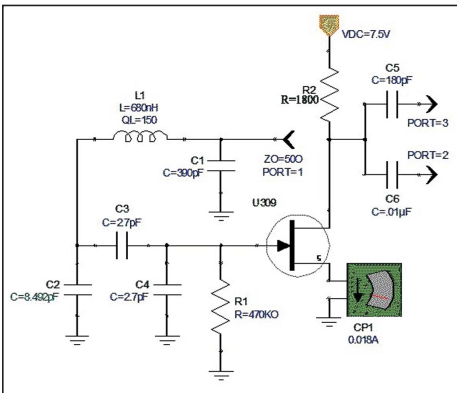 VDC=7.5V
R2
R=1800
C5
C=180pF
PORT=3
L1
L=680nH
QL=150
C1
C=390pF
ZO=50O
PORT=1
PORT=2
C6
C=.01µF
U309
C3
C=27pF
S
C2
C=8.492pF
C4
C=2.7pF
R1
R=470KO
CP1
0.018A